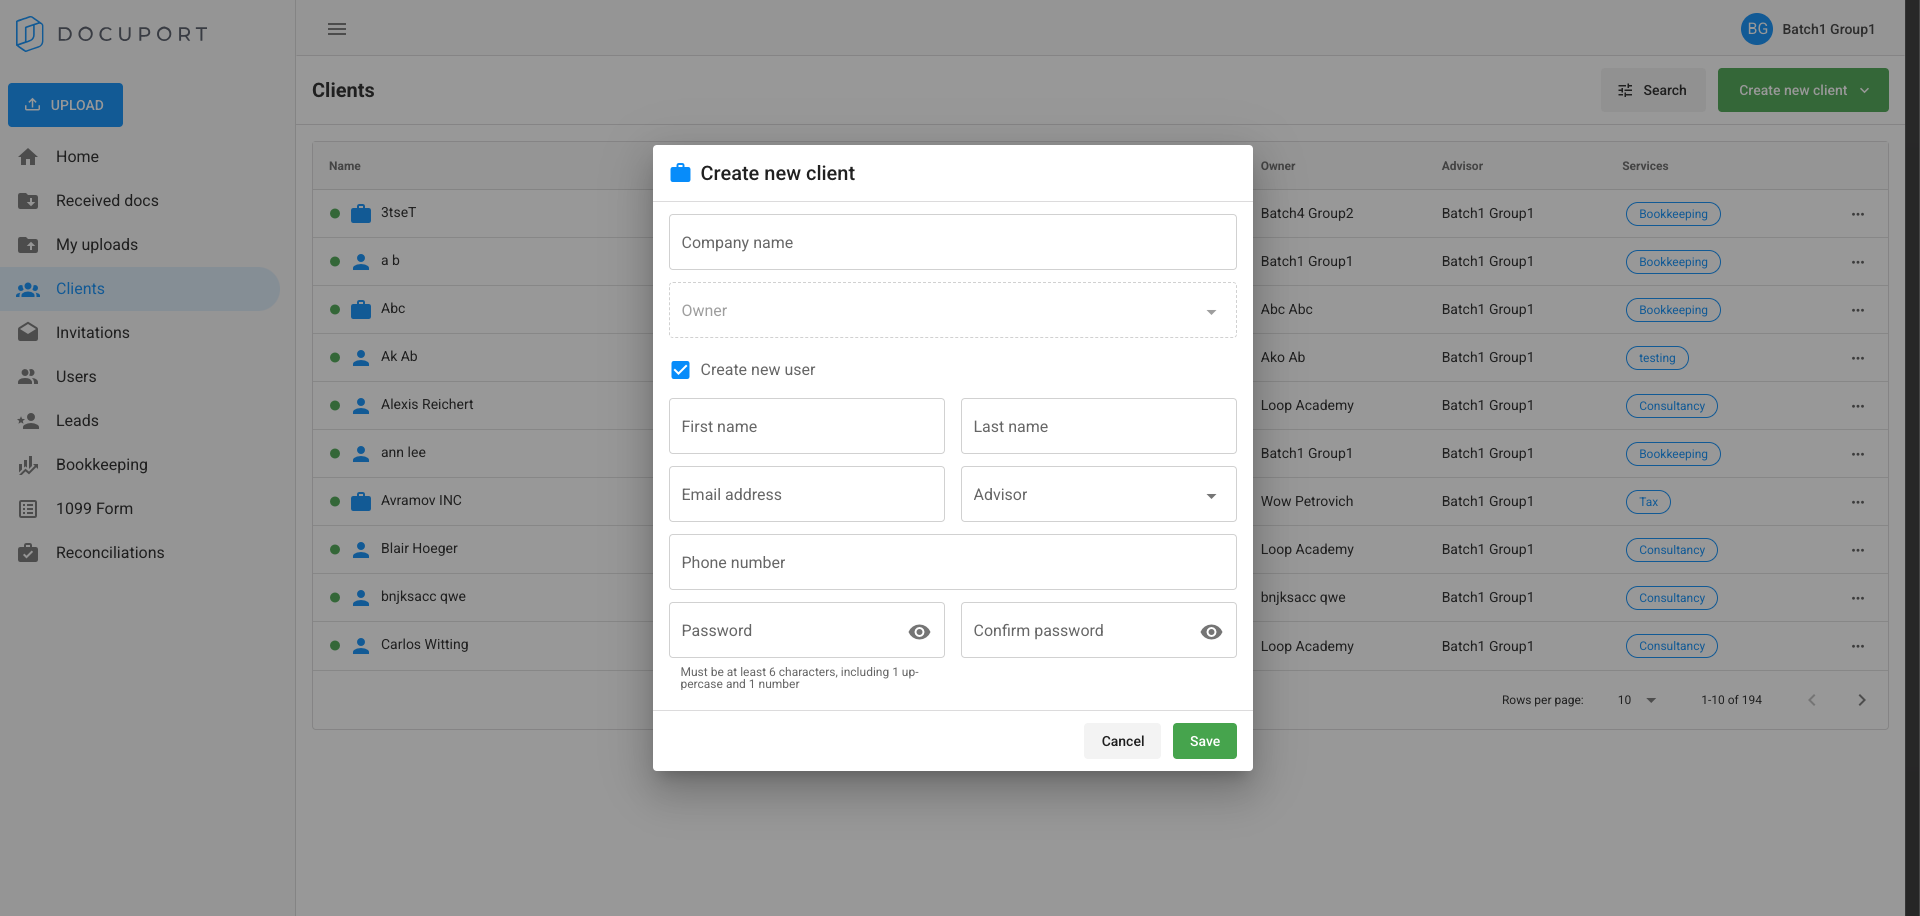 DOCUPORT
BG Batch1 Group1
UPLOAD
Home
Received docs
My uploads
Clients
Invitations
Users
Leads
Bookkeeping
1099 Form
Reconciliations
Clients
Search
Create new client
Name Owner Advisor Services
3tseT Batch4 Group2 Batch1 Group1 Bookkeeping
a b Batch1 Group1 Batch1 Group1 Bookkeeping
Abc Abc Abc Batch1 Group1 Bookkeeping
Ak Ab Ako Ab Batch1 Group1 testing
Alexis Reichert Loop Academy Batch1 Group1 Consultancy
ann lee Batch1 Group1 Batch1 Group1 Bookkeeping
Avramov INC Wow Petrovich Batch1 Group1 Tax
Blair Hoeger Loop Academy Batch1 Group1 Consultancy
bnjksacc qwe bnjksacc qwe Batch1 Group1 Consultancy
Carlos Witting Loop Academy Batch1 Group1 Consultancy
Rows per page: 10 1-10 of 194
Create new client
Company name
Owner
Create new user
First name Last name
Email address Advisor
Phone number
Password Confirm password
Must be at least 6 characters, including 1 up-
percase and 1 number
Cancel Save